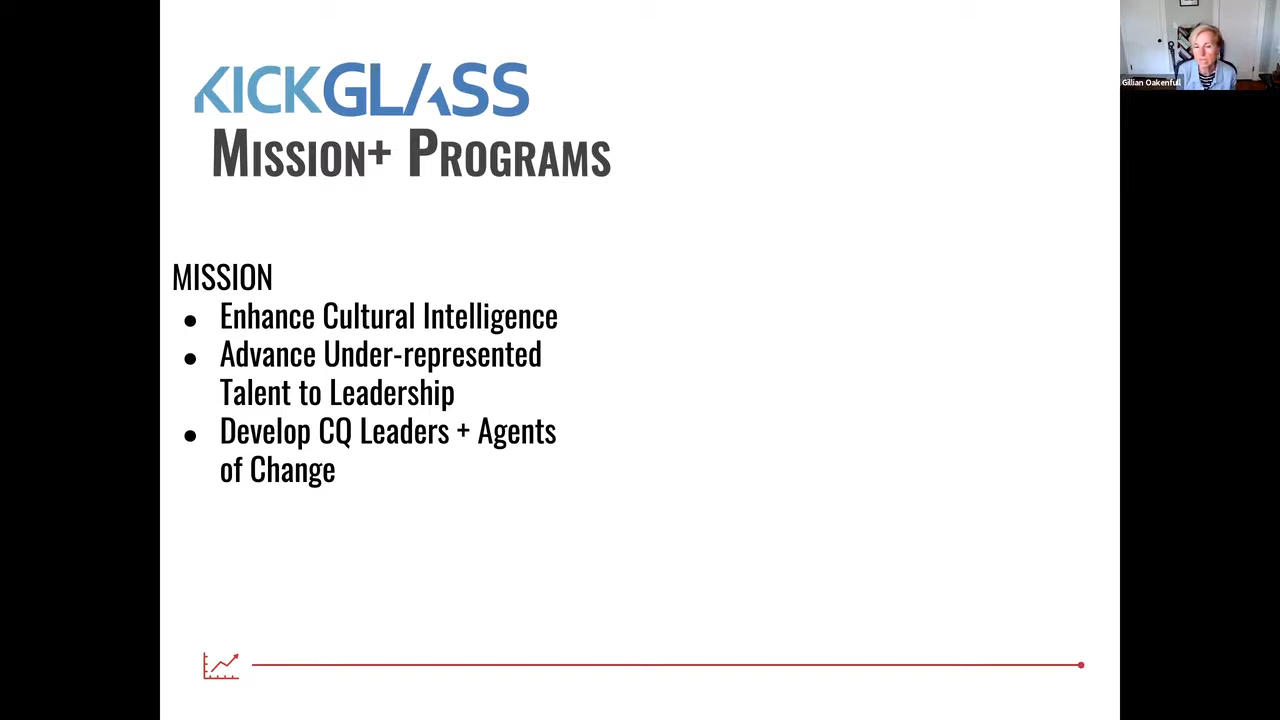 KICKGLASS
MISSION+ PROGRAMS
MISSION
● Enhance Cultural Intelligence
● Advance Under-represented
Talent to Leadership
● Develop CQ Leaders + Agents
of Change
Gillian Oakenfull